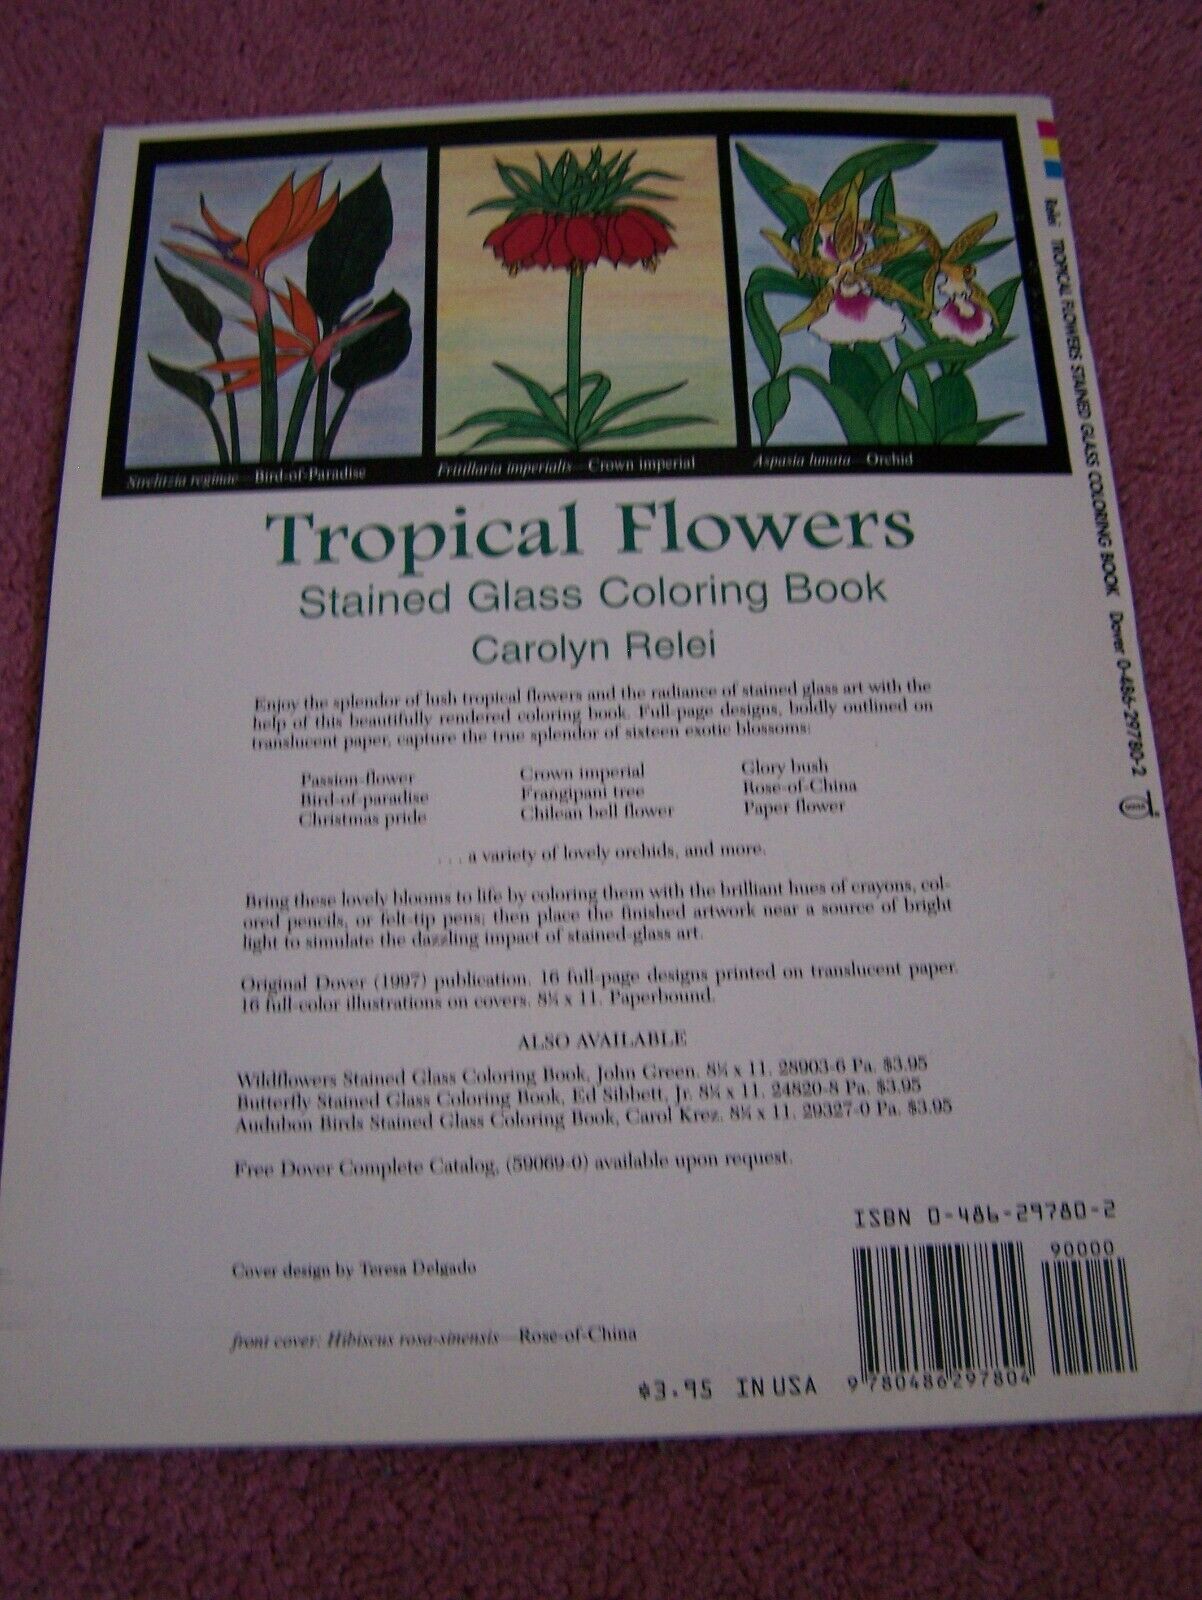 Strelitzia reginae—Bird-of-Paradise
Fritillaria imperialis—Crown imperial
Aspasia lunata—Orchid
Tropical Flowers
Stained Glass Coloring Book
Carolyn Relei
Enjoy the splendor of lush tropical flowers and the radiance of stained glass art with the
help of this beautifully rendered coloring book. Full-page designs, boldly outlined on
translucent paper, capture the true splendor of sixteen exotic blossoms:
Passion-flower
Bird-of-paradise
Christmas pride
Crown imperial
Frangipani tree
Chilean bell flower
Glory bush
Rose-of-China
Paper flower
. . . a variety of lovely orchids, and more.
Bring these lovely blooms to life by coloring them with the brilliant hues of crayons, col-
ored pencils, or felt-tip pens; then place the finished artwork near a source of bright
light to simulate the dazzling impact of stained-glass art.
Original Dover (1997) publication. 16 full-page designs printed on translucent paper.
16 full-color illustrations on covers. 8¼ x 11. Paperbound.
ALSO AVAILABLE
Wildflowers Stained Glass Coloring Book, John Green. 8¼ x 11. 28903-6 Pa. $3.95
Butterfly Stained Glass Coloring Book, Ed Sibbett, Jr. 8¼ x 11. 24820-8 Pa. $3.95
Audubon Birds Stained Glass Coloring Book, Carol Krez. 8¼ x 11. 29327-0 Pa. $3.95
Free Dover Complete Catalog, (59069-0) available upon request.
Cover design by Teresa Delgado
front cover: Hibiscus rosa-sinensis—Rose-of-China
ISBN 0-486-29780-2
90000
9 780486 297804
$3.95 IN USA
Relei TROPICAL FLOWERS STAINED GLASS COLORING BOOK Dover 0-486-29780-2